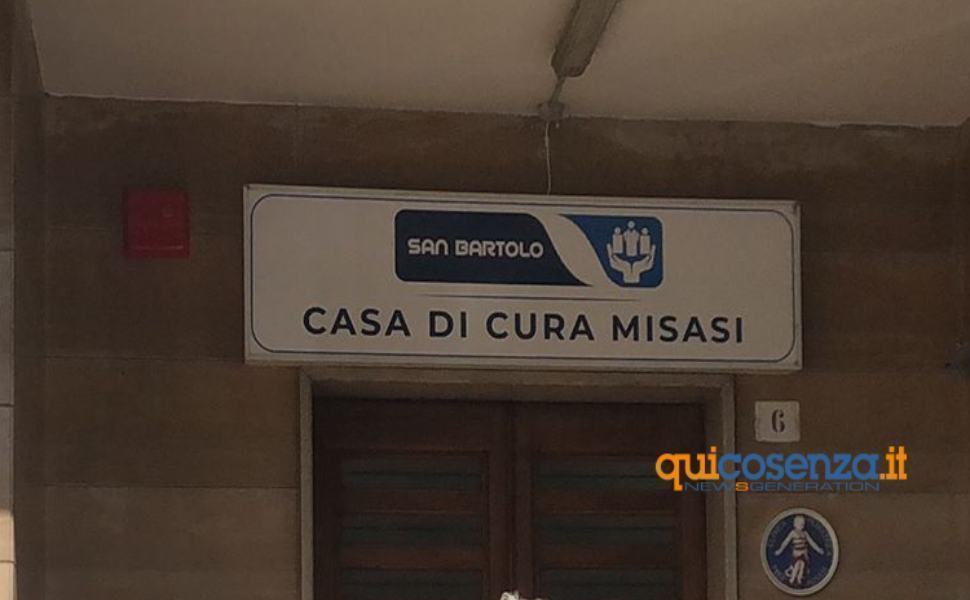 SAN BARTOLO
CASA DI CURA MISASI
6
quicosenza.it
NEWSGENERATION